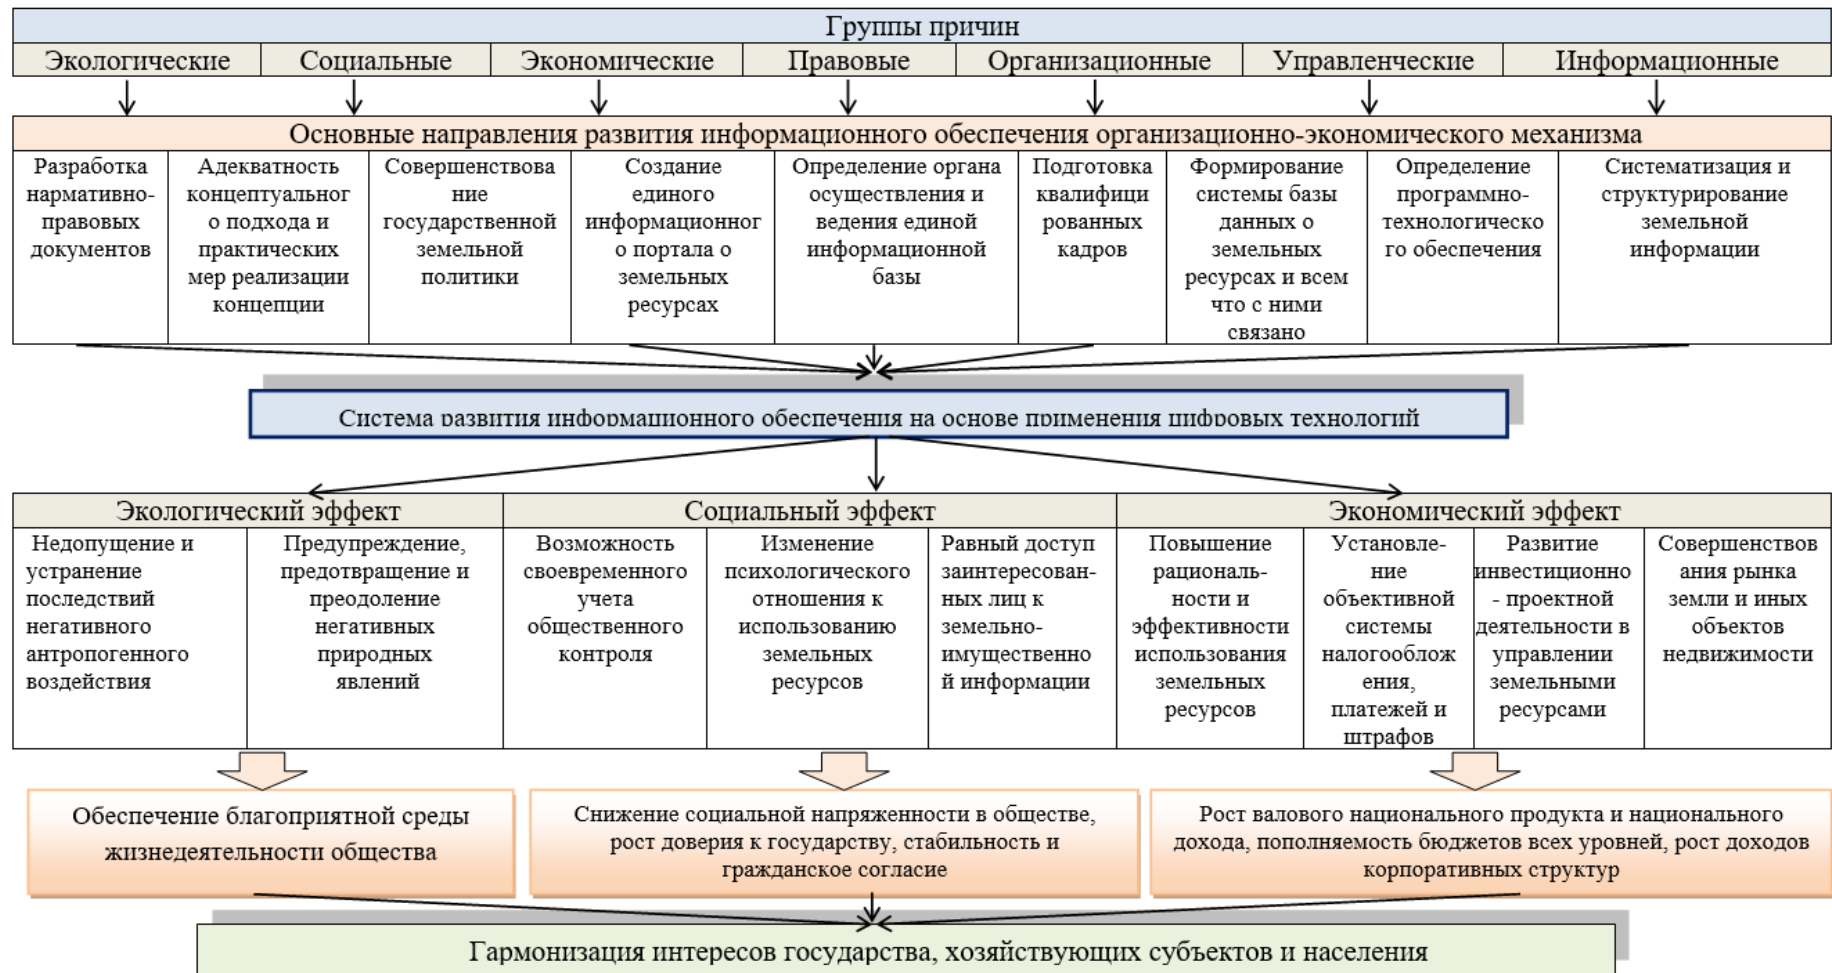 Группы причин
Экологические
Социальные
Экономические
Правовые
Организационные
Управленческие
Информационные
Основные направления развития информационного обеспечения организационно-экономического механизма
Разработка
нармативно-
правовых
документов
Адекватность
концептуальног
о подхода и
практических
мер реализации
концепции
Совершенствова
ние
государственной
земельной
политики
Создание
единого
информационног
о портала о
земельных
ресурсах
Определение органа
осуществления и
ведения единой
информационной
базы
Подготовка
квалифици
рованных
кадров
Формирование
системы базы
данных о
земельных
ресурсах и всем
что с ними
связано
Определение
программно-
технологическо
го обеспечения
Систематизация и
структурирование
земельной
информации
Система развития информационного обеспечения на основе применения цифровых технологий
Экологический эффект
Социальный эффект
Экономический эффект
Недопущение и
устранение
последствий
негативного
антропогенного
воздействия
Предупреждение,
предотвращение и
преодоление
негативных
природных
явлений
Возможность
своевременного
учета
общественного
контроля
Изменение
психологического
отношения к
использованию
земельных
ресурсов
Равный доступ
заинтересован-
ных лиц к
земельно-
имущественно
й информации
Повышение
рациональ-
ности и
эффективности
использования
земельных
ресурсов
Установле-
ние
объективной
системы
налогооблож
ения,
платежей и
штрафов
Развитие
инвестиционно
- проектной
деятельности в
управлении
земельными
ресурсами
Совершенствов
ания рынка
земли и иных
объектов
недвижимости
Обеспечение благоприятной среды
жизнедеятельности общества
Снижение социальной напряженности в обществе,
рост доверия к государству, стабильность и
гражданское согласие
Рост валового национального продукта и национального
дохода, пополняемость бюджетов всех уровней, рост доходов
корпоративных структур
Гармонизация интересов государства, хозяйствующих субъектов и населения